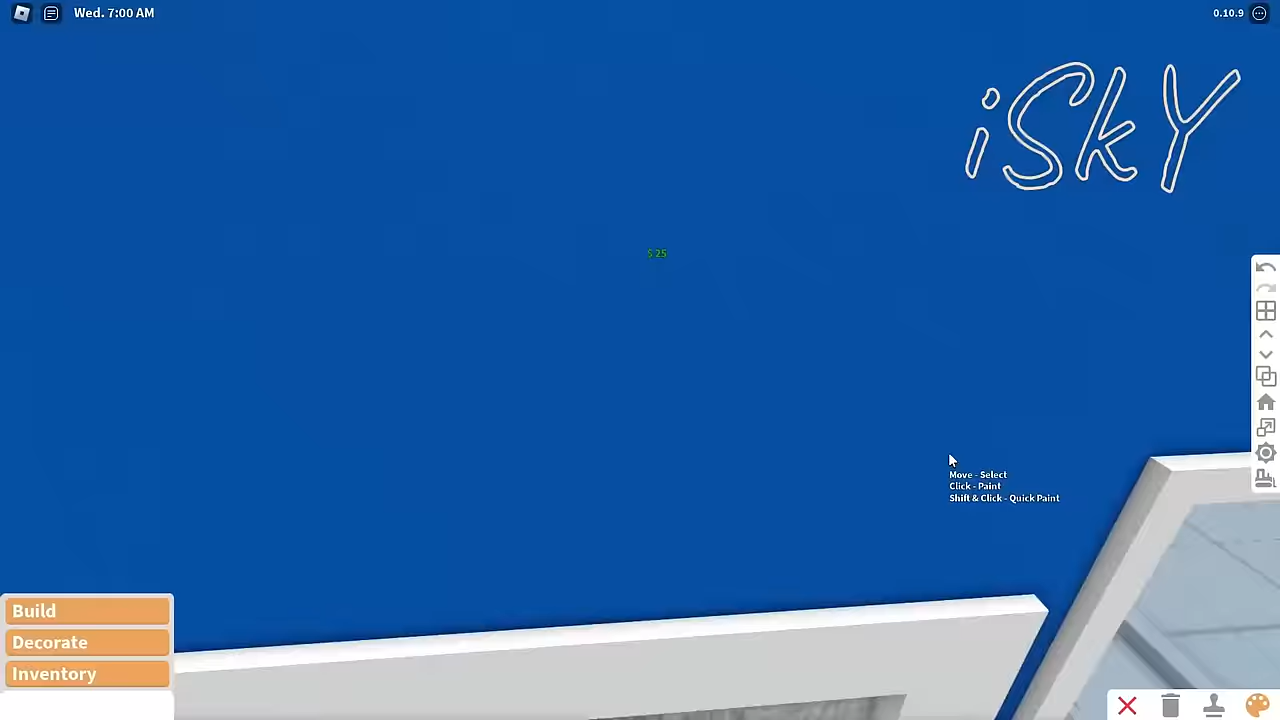 Wed. 7:00 AM
0.10.9
iSkY
$ 25
Move - Select
Click - Paint
Shift & Click - Quick Paint
Build
Decorate
Inventory